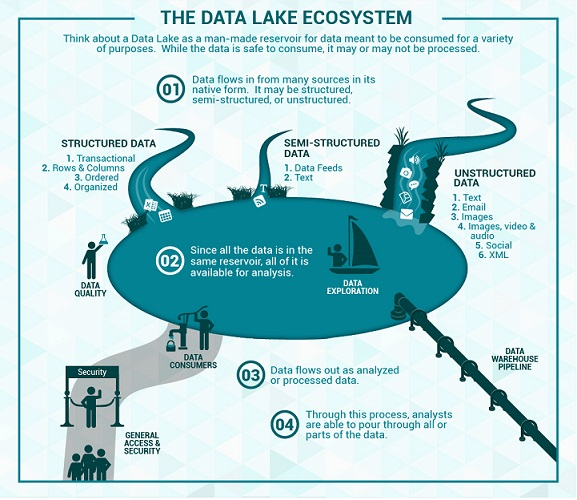 THE DATA LAKE ECOSYSTEM
Think about a Data Lake as a man-made reservoir for data meant to be consumed for a variety
of purposes. While the data is safe to consume, it may or may not be processed.
01
Data flows in from many sources in its
native form. It may be structured,
semi-structured, or unstructured.
STRUCTURED DATA
1. Transactional
2. Rows & Columns
3. Ordered
4. Organized
SEMI-STRUCTURED
DATA
1. Data Feeds
2. Text
T
UNSTRUCTURED
DATA
1. Text
2. Email
3. Images
4. Images, video &
audio
5. Social
6. XML
02
Since all the data is in the
same reservoir, all of it is
available for analysis.
DATA
EXPLORATION
DATA
QUALITY
DATA
CONSUMERS
DATA
WAREHOUSE
PIPELINE
03
Data flows out as analyzed
or processed data.
Security
04
Through this process, analysts
are able to pour through all or
parts of the data.
GENERAL
ACCESS &
SECURITY